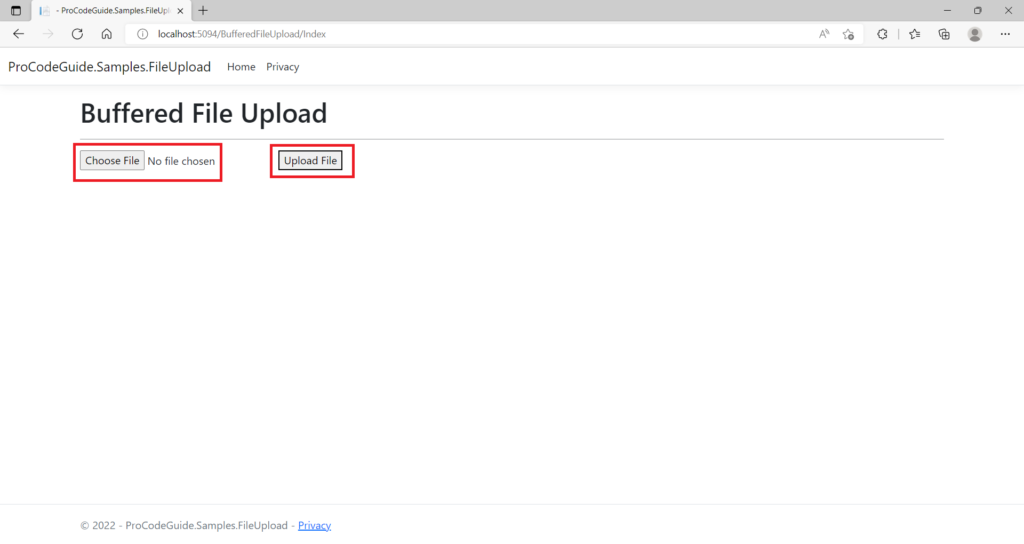 - ProCodeGuide.Samples.FileUpl
localhost:5094/BufferedFileUpload/Index
ProCodeGuide.Samples.FileUpload Home Privacy
Buffered File Upload
Choose File No file chosen Upload File
© 2022 - ProCodeGuide.Samples.FileUpload - Privacy